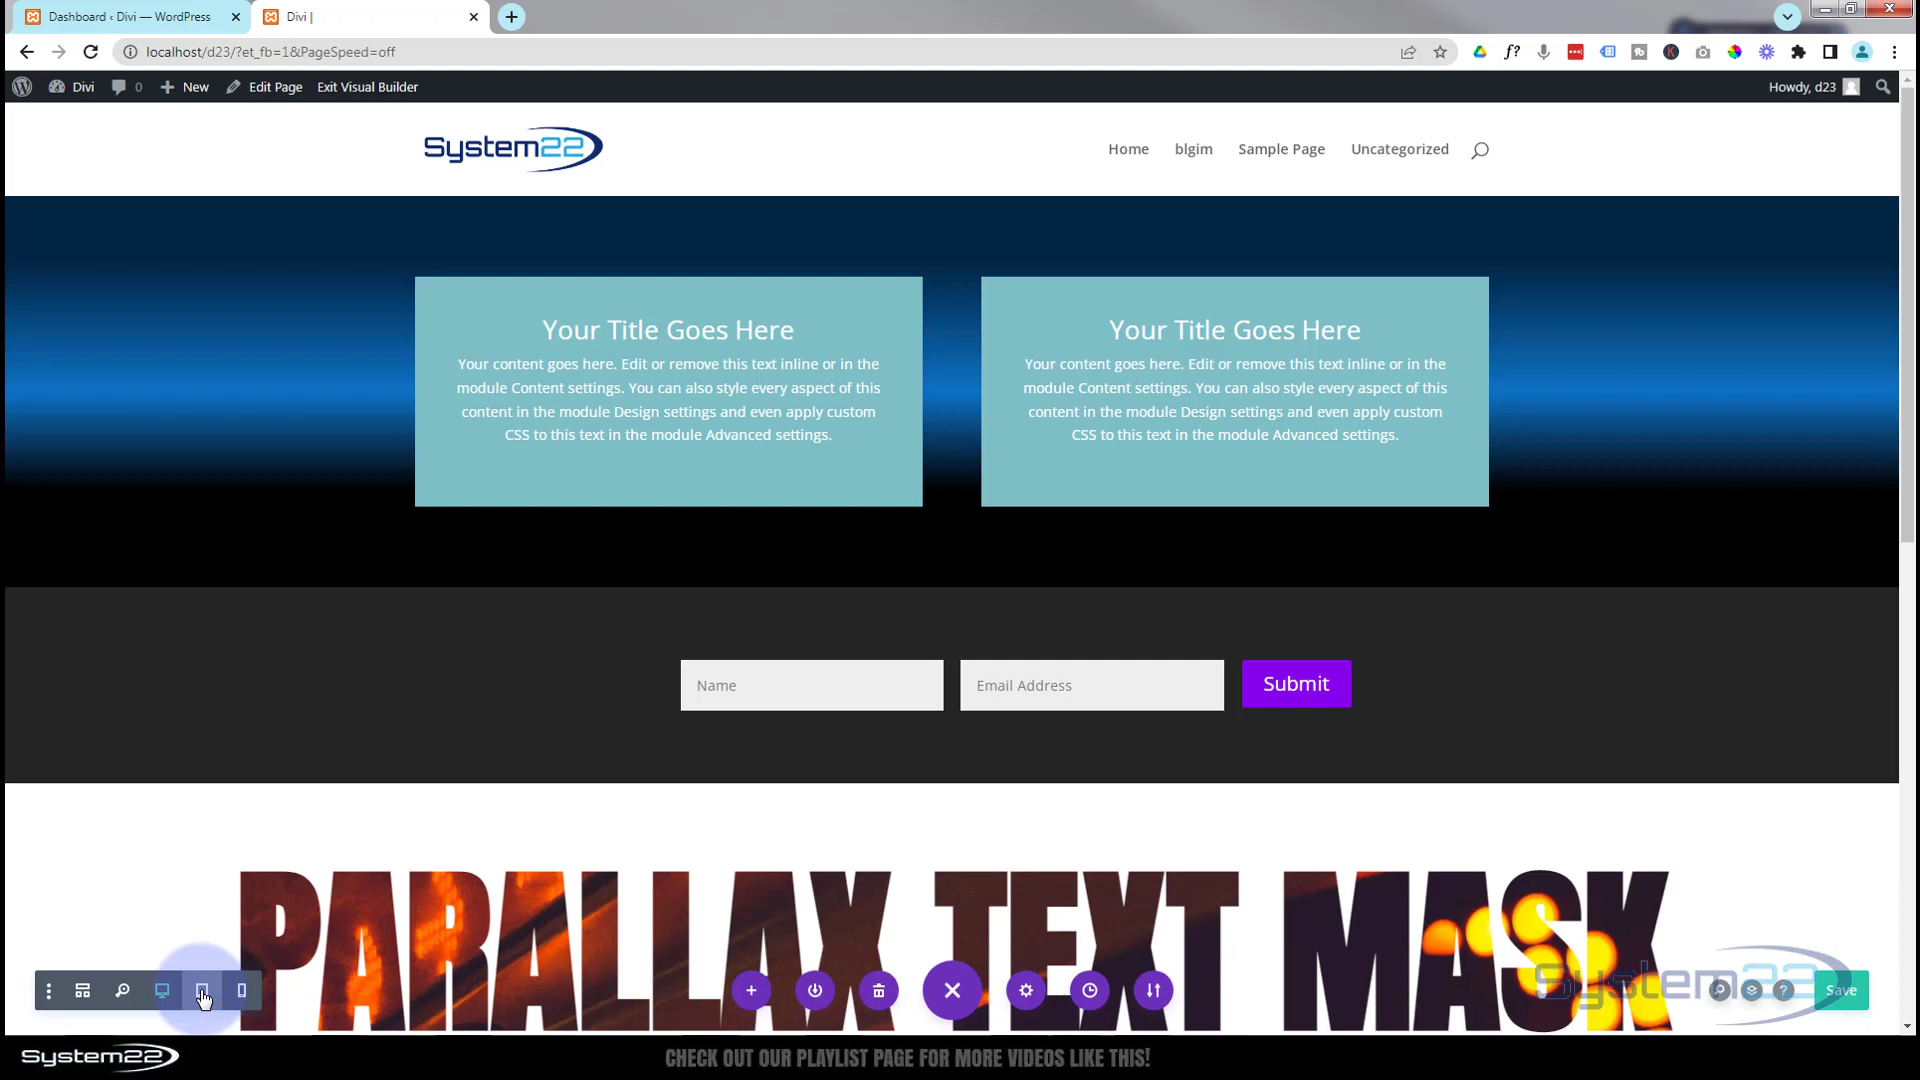 Dashboard ‹ Divi — WordPress
Divi |
localhost/d23/?et_fb=1&PageSpeed=off
Divi
0
New
Edit Page
Exit Visual Builder
Howdy, d23
System22
Home
blgim
Sample Page
Uncategorized
Your Title Goes Here
Your content goes here. Edit or remove this text inline or in the
module Content settings. You can also style every aspect of this
content in the module Design settings and even apply custom
CSS to this text in the module Advanced settings.
Your Title Goes Here
Your content goes here. Edit or remove this text inline or in the
module Content settings. You can also style every aspect of this
content in the module Design settings and even apply custom
CSS to this text in the module Advanced settings.
Name
Email Address
Submit
PARALLAX TEXT MASK
System22
Save
System22
CHECK OUT OUR PLAYLIST PAGE FOR MORE VIDEOS LIKE THIS!